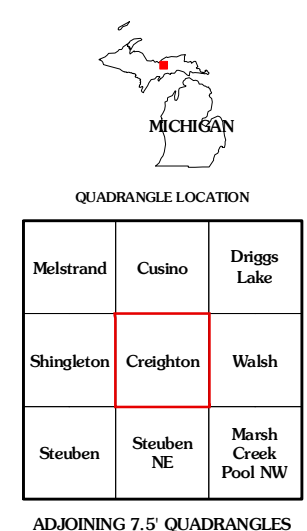 MICHIGAN
QUADRANGLE LOCATION
Melstrand
Cusino
Driggs
Lake
Shingleton
Creighton
Walsh
Steuben
Steuben
NE
Marsh
Creek
Pool NW
ADJOINING 7.5' QUADRANGLES